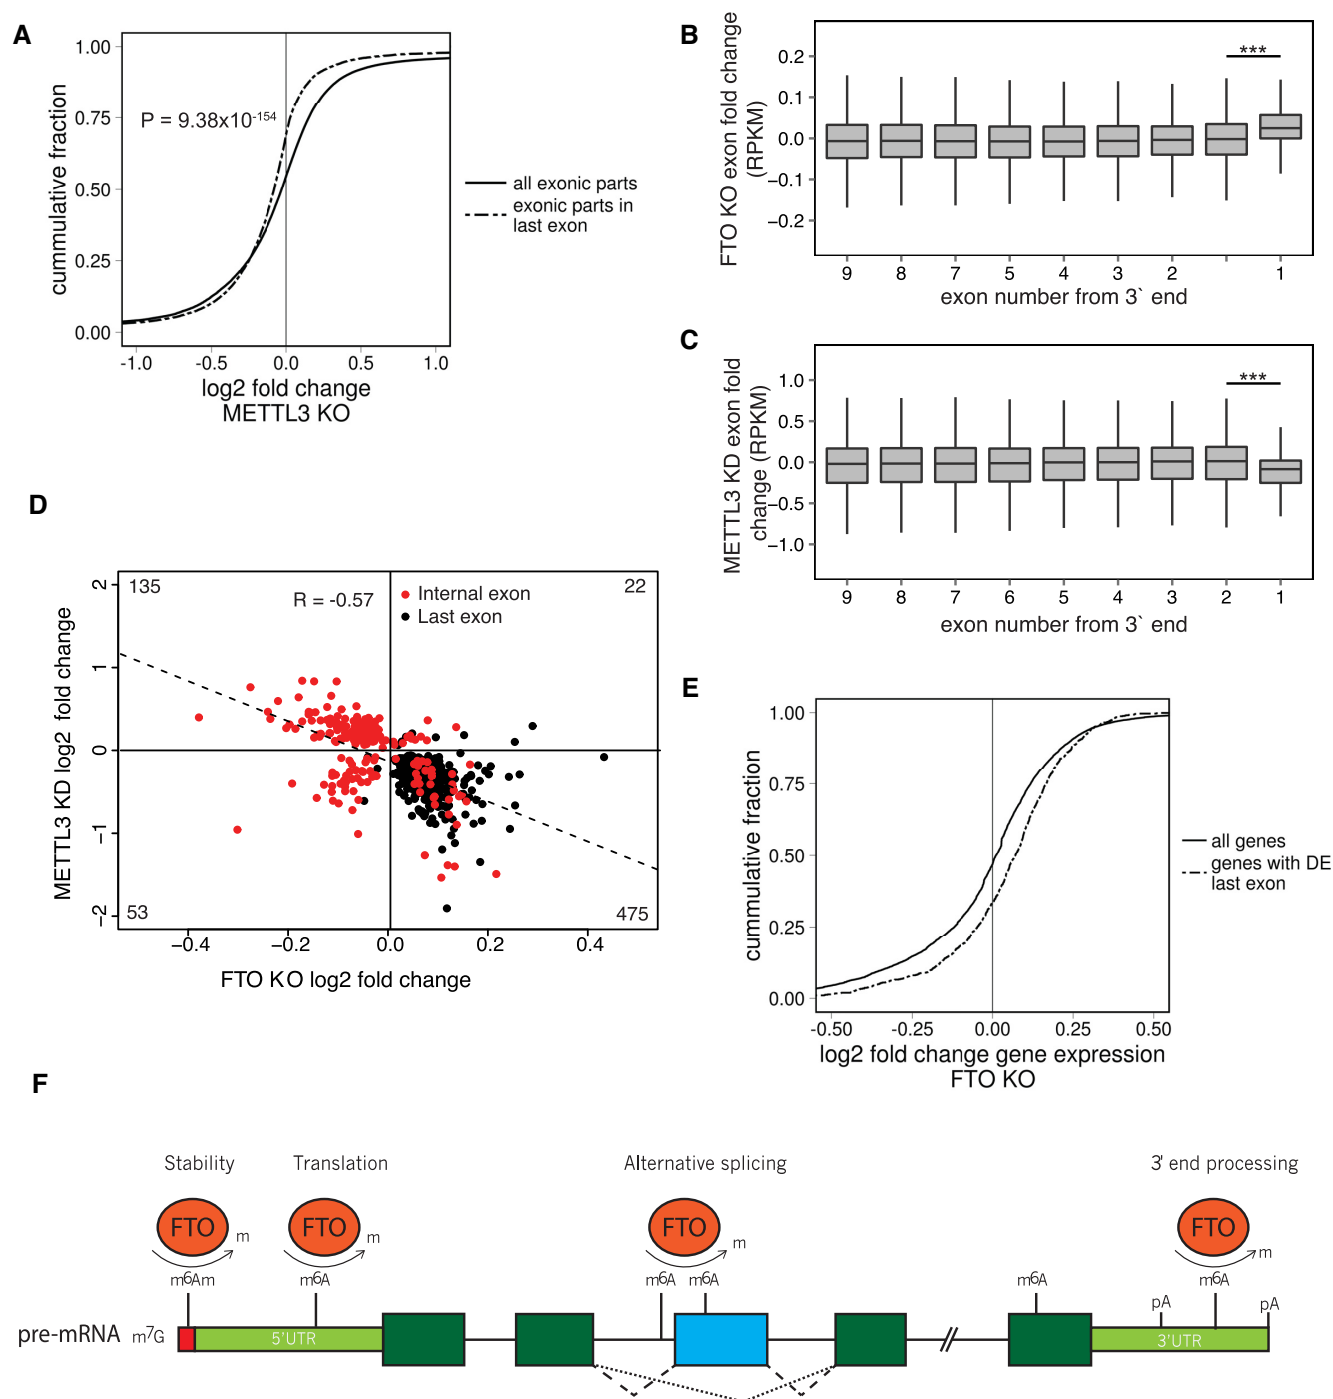 A
1.00
0.75
0.50
0.25
0.00
cummulative fraction
P = 9.38x10-154
-1.0 -0.5 0.0 0.5 1.0
log2 fold change
METTL3 KO
all exonic parts
exonic parts in
last exon
B
FTO KO exon fold change
(RPKM)
0.2
0.1
0.0
−0.1
−0.2
***
9 8 7 5 4 3 2 1
exon number from 3` end
C
METTL3 KD exon fold
change (RPKM)
1.0
0.5
0.0
−0.5
−1.0
***
9 8 7 6 5 4 3 2 1
exon number from 3` end
D
METTL3 KD log2 fold change
2
1
0
−1
−2
135
22
53
475
R = -0.57
Internal exon
Last exon
−0.4 −0.2 0.0 0.2 0.4
FTO KO log2 fold change
E
cummulative fraction
1.00
0.75
0.50
0.25
0.00
-0.50 -0.25 0.00 0.25 0.50
log2 fold change gene expression
FTO KO
all genes
genes with DE
last exon
F
Stability Translation Alternative splicing 3' end processing
FTO FTO FTO FTO
m m m m
m6Am m6A m6A m6A m6A m6A
pA pA
pre-mRNA m7G 5'UTR 3'UTR